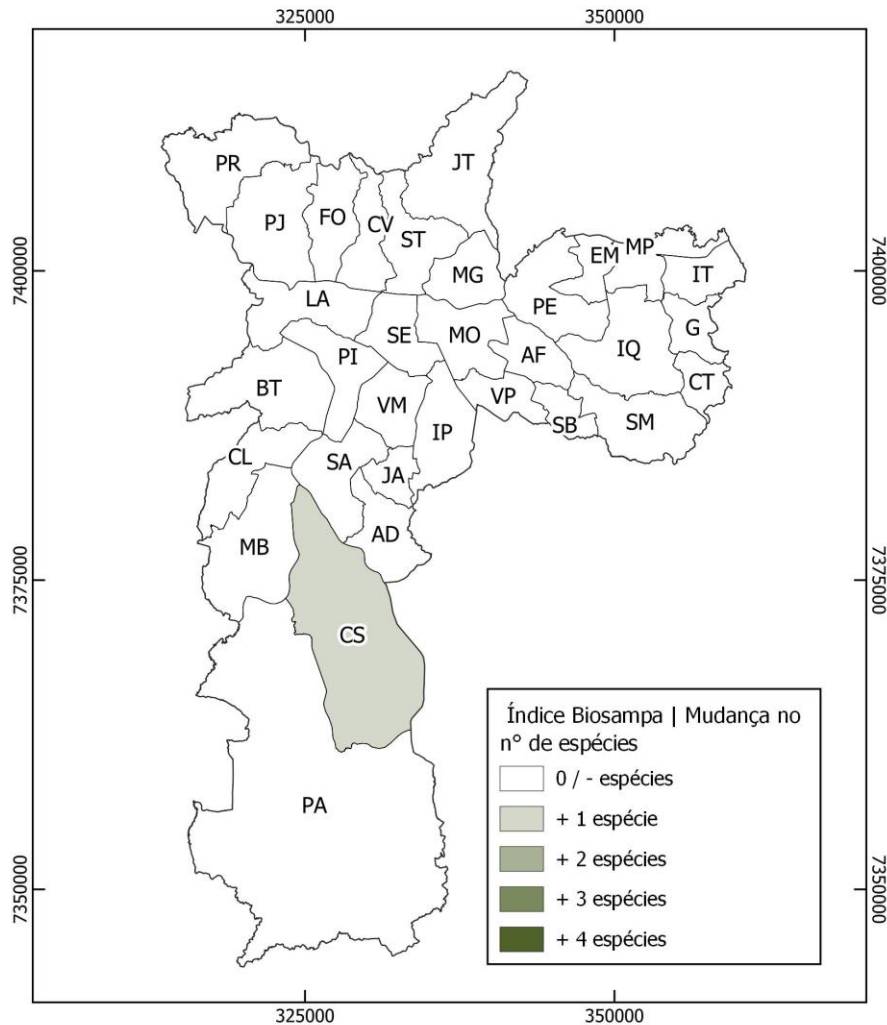 325000
350000
PR
JT
PJ
FO
CV
ST
7400000
7400000
EM
MP
MG
IT
LA
PE
G
SE
MO
IQ
PI
AF
CT
BT
VP
VM
SB
SM
IP
CL
SA
JA
AD
MB
7375000
7375000
CS
Índice Biosampa | Mudança no
n° de espécies
0 / - espécies
PA
+ 1 espécie
+ 2 espécies
7350000
7350000
+ 3 espécies
+ 4 espécies
325000
350000